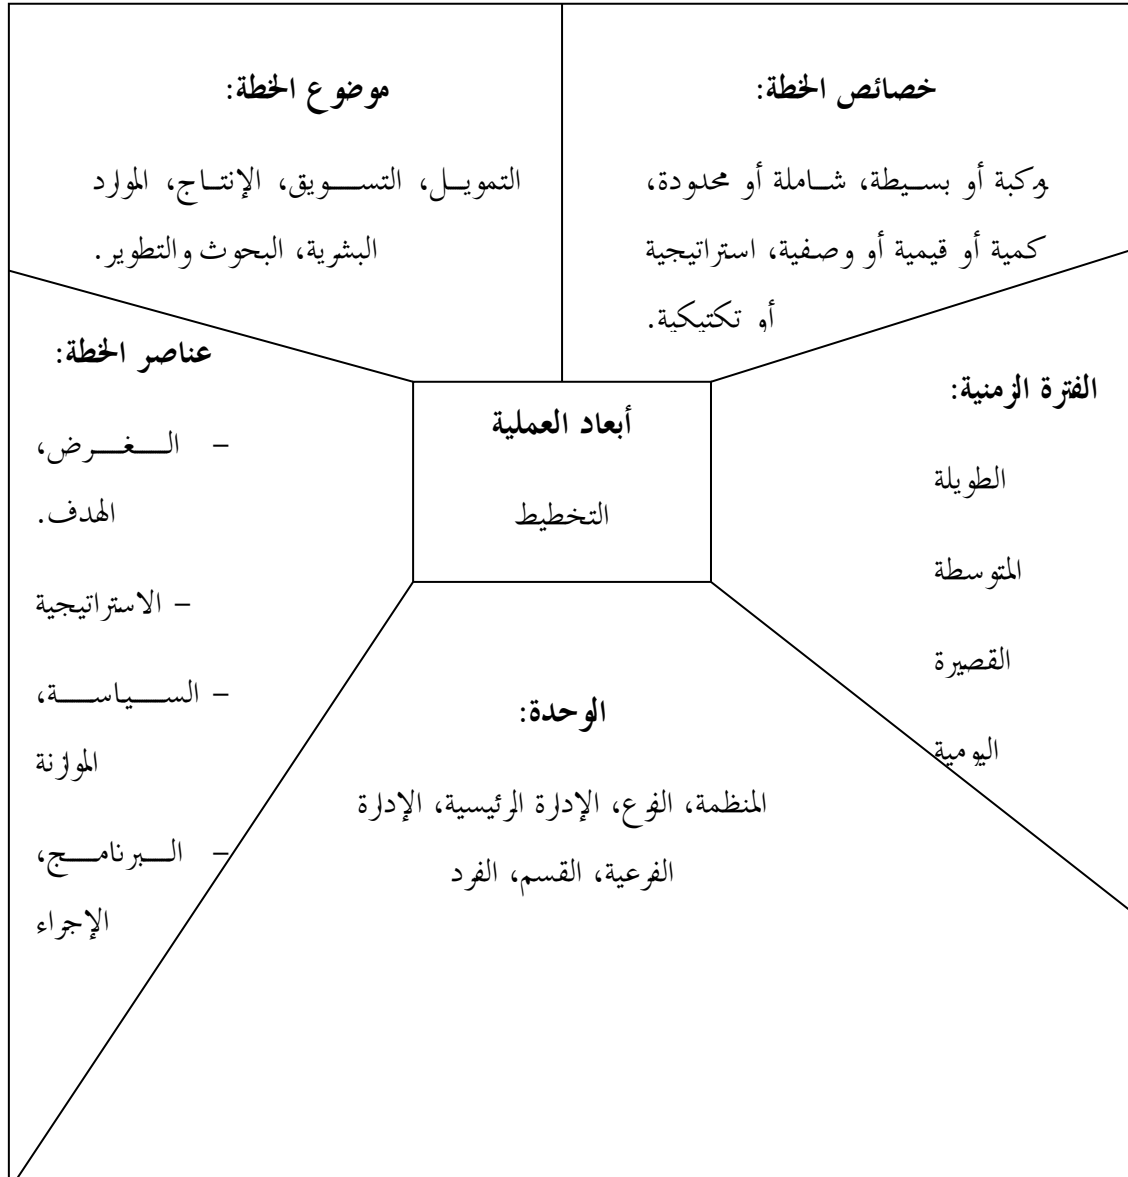 خصائص الخطة:
مركبة أو بسيطة، شاملة أو محدودة،
كمية أو قيمية أو وصفية، استراتيجية
أو تكتيكية.
موضوع الخطة:
التمويل، التسويق، الإنتاج، الموارد
البشرية، البحوث والتطوير.
الفترة الزمنية:
الطويلة
المتوسطة
القصيرة
اليومية
أبعاد العملية
التخطيط
عناصر الخطة:
– الغرض،
الهدف.
– الاستراتيجية
– السياسة،
الموازنة
– البرنامج،
الإجراء
الوحدة:
المنظمة، الفرع، الإدارة الرئيسية، الإدارة
الفرعية، القسم، الفرد